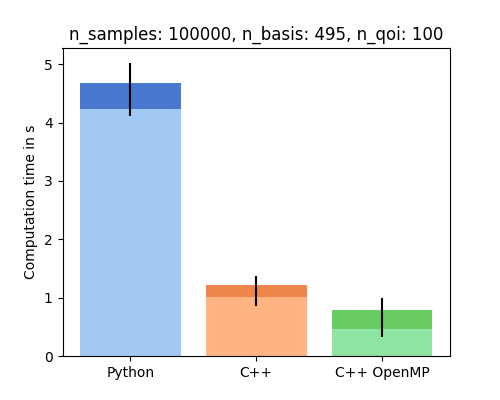 n_samples: 100000, n_basis: 495, n_qoi: 100
Computation time in s
5
4
3
2
1
0
Python
C++
C++ OpenMP